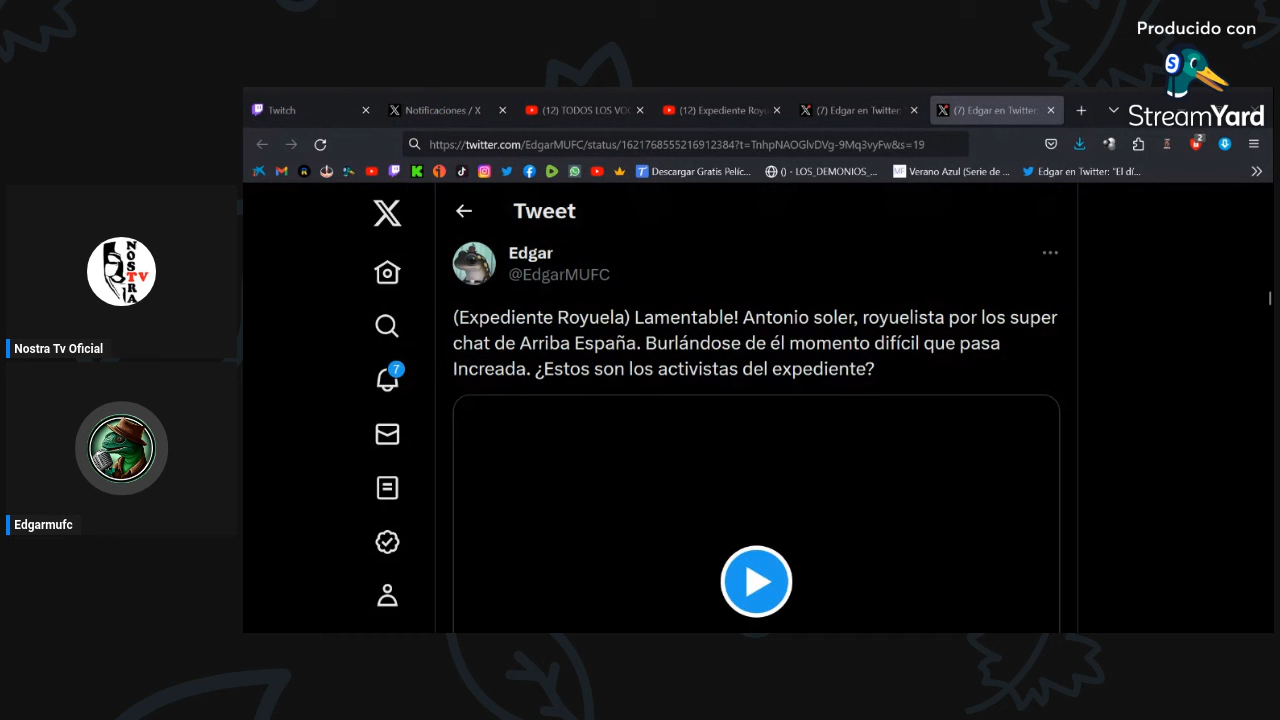 Producido con
StreamYard
Twitch
Notificaciones / X
(12) TODOS LOS VO
(12) Expediente Royu
(7) Edgar en Twitter:
(7) Edgar en Twitter:
https://twitter.com/EdgarMUFC/status/1621768555216912384?t=TnhpNAOGlvDVg-9Mq3vyFw&s=19
2
Descargar Gratis Pelíc...
() - LOS_DEMONIOS_...
MF Verano Azul (Serie de ...
Edgar en Twitter: "El dí...
Tweet
Edgar
@EdgarMUFC
(Expediente Royuela) Lamentable! Antonio soler, royuelista por los super
chat de Arriba España. Burlándose de él momento difícil que pasa
Increada. ¿Estos son los activistas del expediente?
7
NOSTRA
TV
Nostra Tv Oficial
Edgarmufc